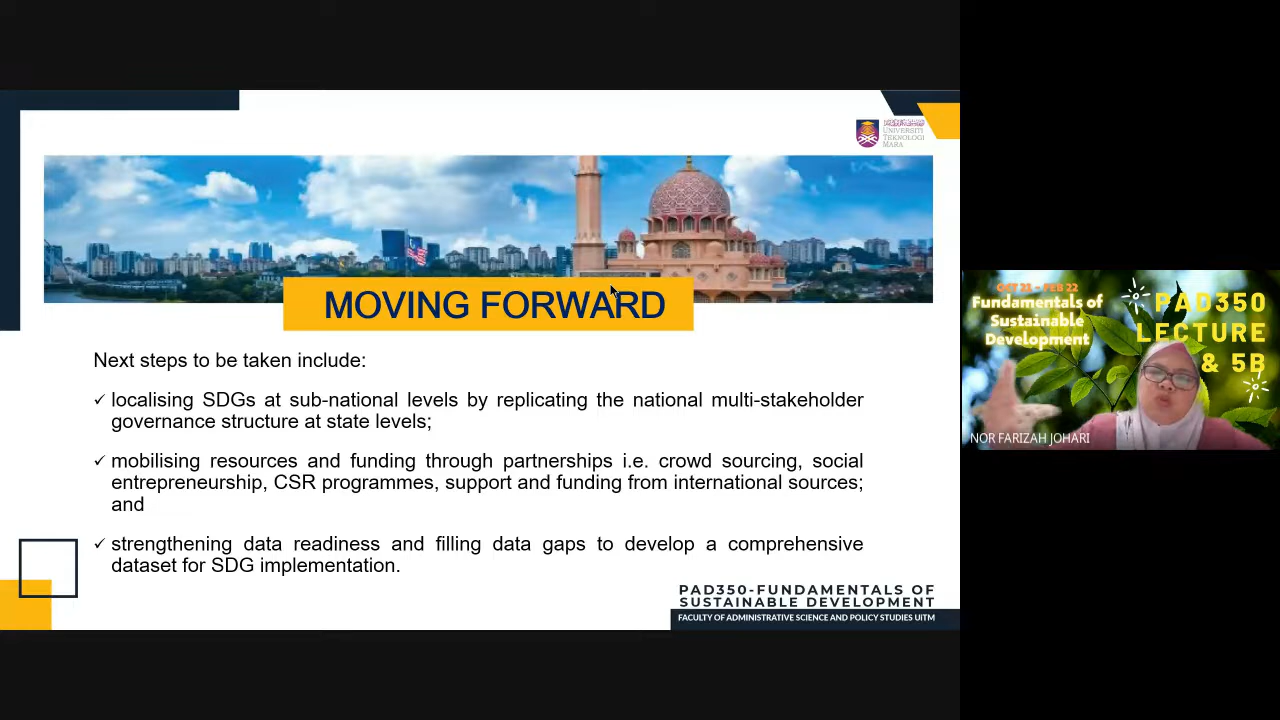 UNIVERSITI
TEKNOLOGI
MARA
MOVING FORWARD
Next steps to be taken include:
✓ localising SDGs at sub-national levels by replicating the national multi-stakeholder
governance structure at state levels;
✓ mobilising resources and funding through partnerships i.e. crowd sourcing, social
entrepreneurship, CSR programmes, support and funding from international sources;
and
✓ strengthening data readiness and filling data gaps to develop a comprehensive
dataset for SDG implementation.
PAD350-FUNDAMENTALS OF
SUSTAINABLE DEVELOPMENT
FACULTY OF ADMINISTRATIVE SCIENCE AND POLICY STUDIES UITM
Fundamentals of
Sustainable
Development
PAD350
LECTURE
& 5B
NOR FARIZAH JOHARI